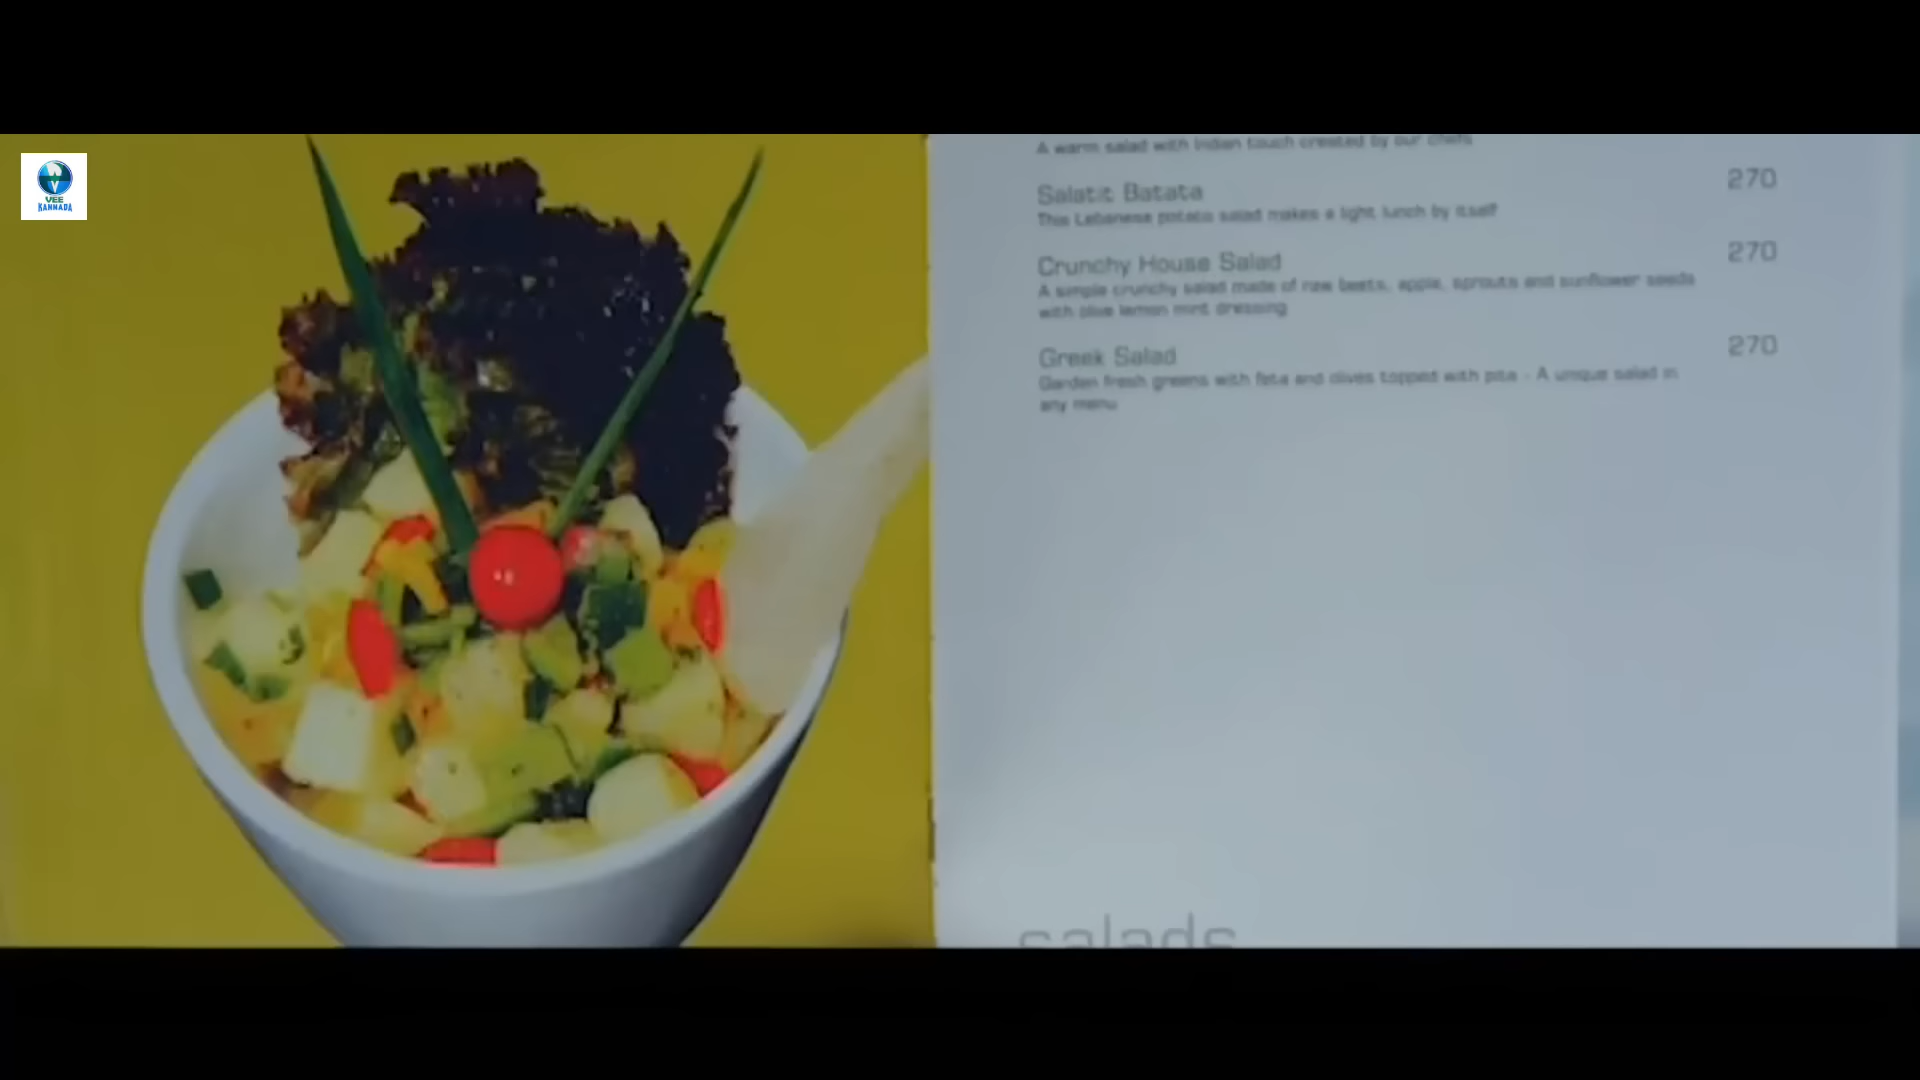 VEE
KANNADA
A warm salad with Indian touch created by our chefs
Salatit Batata 270
This Lebanese potato salad makes a light lunch by itself
Crunchy House Salad 270
A simple crunchy salad made of raw beets, apple, sprouts and sunflower seeds
with olive lemon mint dressing
Greek Salad 270
Garden fresh greens with feta and olives topped with pita - A unique salad in
any menu
salads